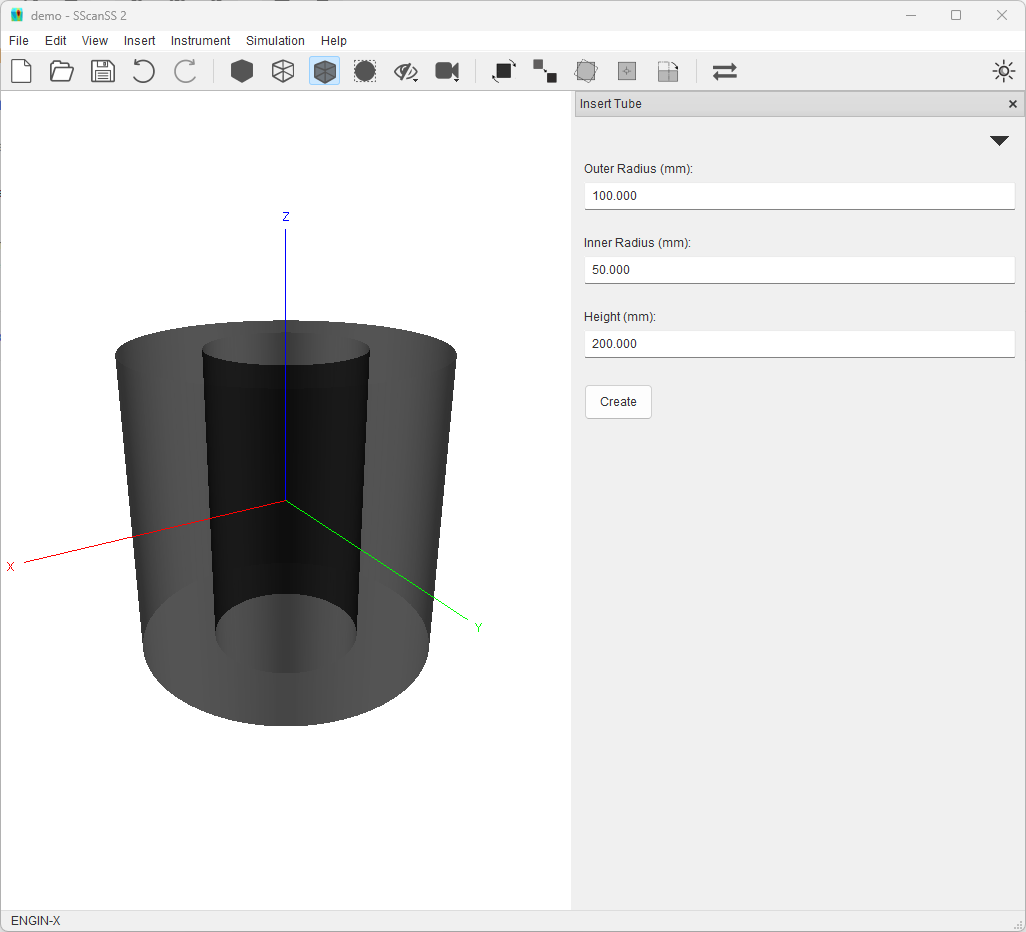 demo - SScanSS 2
File Edit View Insert Instrument Simulation Help
Insert Tube
Outer Radius (mm):
100.000
Inner Radius (mm):
50.000
Height (mm):
200.000
Create
Z
X
Y
ENGIN-X